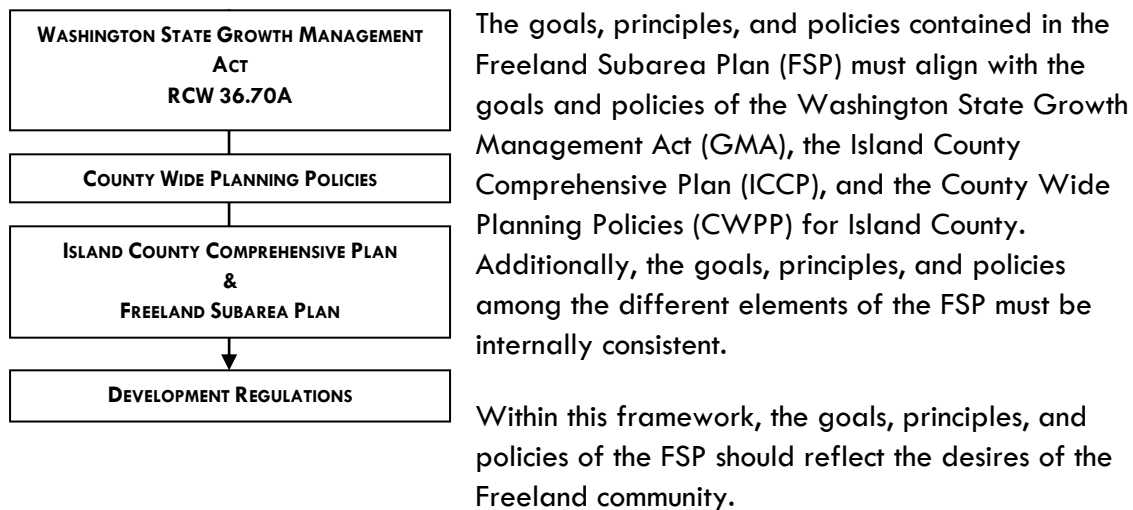 WASHINGTON STATE GROWTH MANAGEMENT
ACT
RCW 36.70A
COUNTY WIDE PLANNING POLICIES
ISLAND COUNTY COMPREHENSIVE PLAN
&
FREELAND SUBAREA PLAN
DEVELOPMENT REGULATIONS
The goals, principles, and policies contained in the
Freeland Subarea Plan (FSP) must align with the
goals and policies of the Washington State Growth
Management Act (GMA), the Island County
Comprehensive Plan (ICCP), and the County Wide
Planning Policies (CWPP) for Island County.
Additionally, the goals, principles, and policies
among the different elements of the FSP must be
internally consistent.
Within this framework, the goals, principles, and
policies of the FSP should reflect the desires of the
Freeland community.